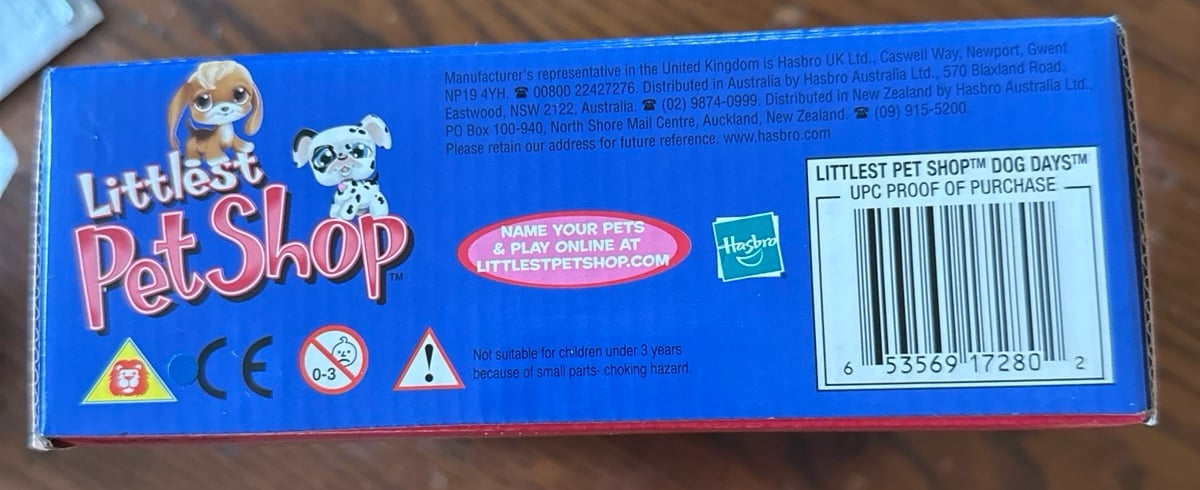 Manufacturer's representative in the United Kingdom is Hasbro UK Ltd., Caswell Way, Newport, Gwent
NP19 4YH. ☎ 00800 22427276. Distributed in Australia by Hasbro Australia Ltd., 570 Blaxland Road,
Eastwood, NSW 2122, Australia. ☎ (02) 9874-0999. Distributed in New Zealand by Hasbro Australia Ltd.,
PO Box 100-940, North Shore Mail Centre, Auckland, New Zealand. ☎ (09) 915-5200.
Please retain our address for future reference. www.hasbro.com
Littlest
Pet Shop™
NAME YOUR PETS
& PLAY ONLINE AT
LITTLESTPETSHOP.COM
Hasbro
LITTLEST PET SHOP™ DOG DAYS™
UPC PROOF OF PURCHASE
6 53569 17280 2
CE
0-3
!
Not suitable for children under 3 years
because of small parts- choking hazard.